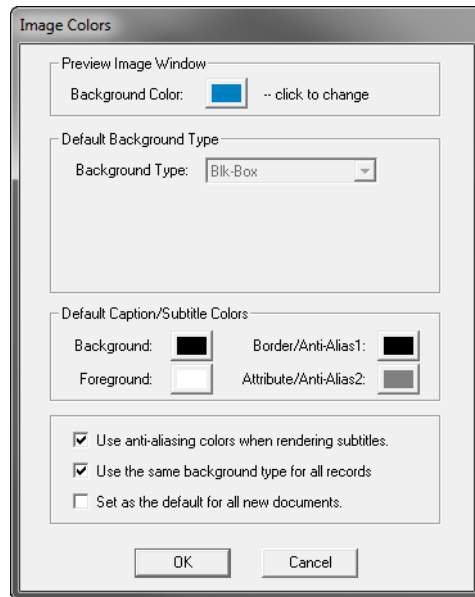 Image Colors
Preview Image Window
Background Color: -- click to change
Default Background Type
Background Type: Blk-Box
Default Caption/Subtitle Colors
Background: Border/Anti-Alias1:
Foreground: Attribute/Anti-Alias2:
Use anti-aliasing colors when rendering subtitles.
Use the same background type for all records
Set as the default for all new documents.
OK Cancel